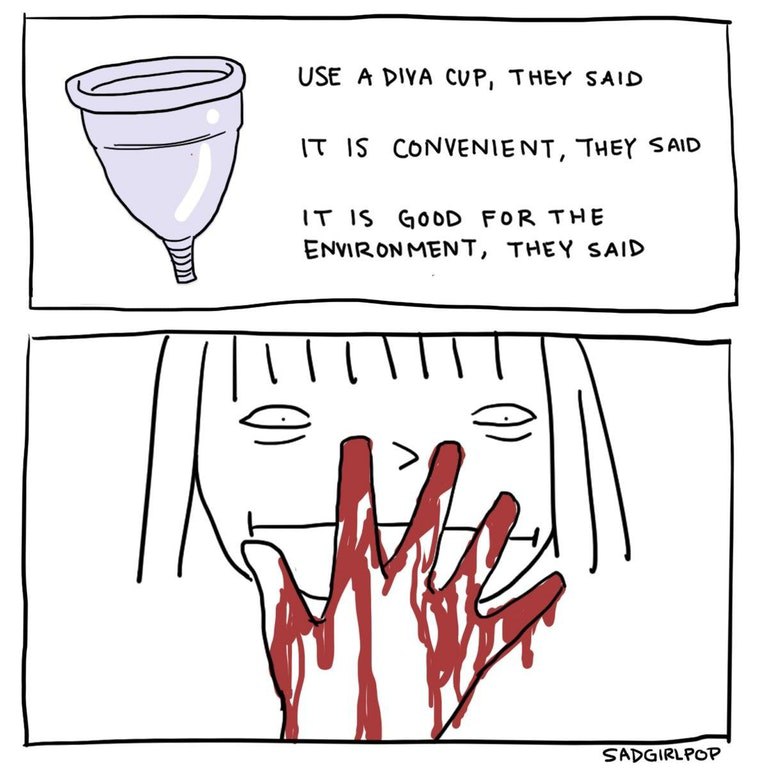 USE A DIVA CUP, THEY SAID
IT IS CONVENIENT, THEY SAID
IT IS GOOD FOR THE
ENVIRONMENT, THEY SAID
SADGIRLPOP